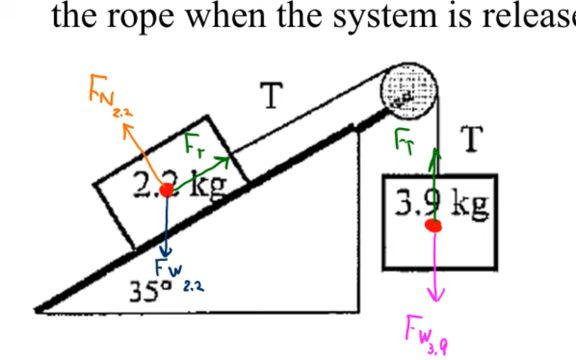 the rope when the system is release
F_N 2.2
T
F_T
F_T
T
2.2 kg
3.9 kg
F_W 2.2
35°
F_W 3.9